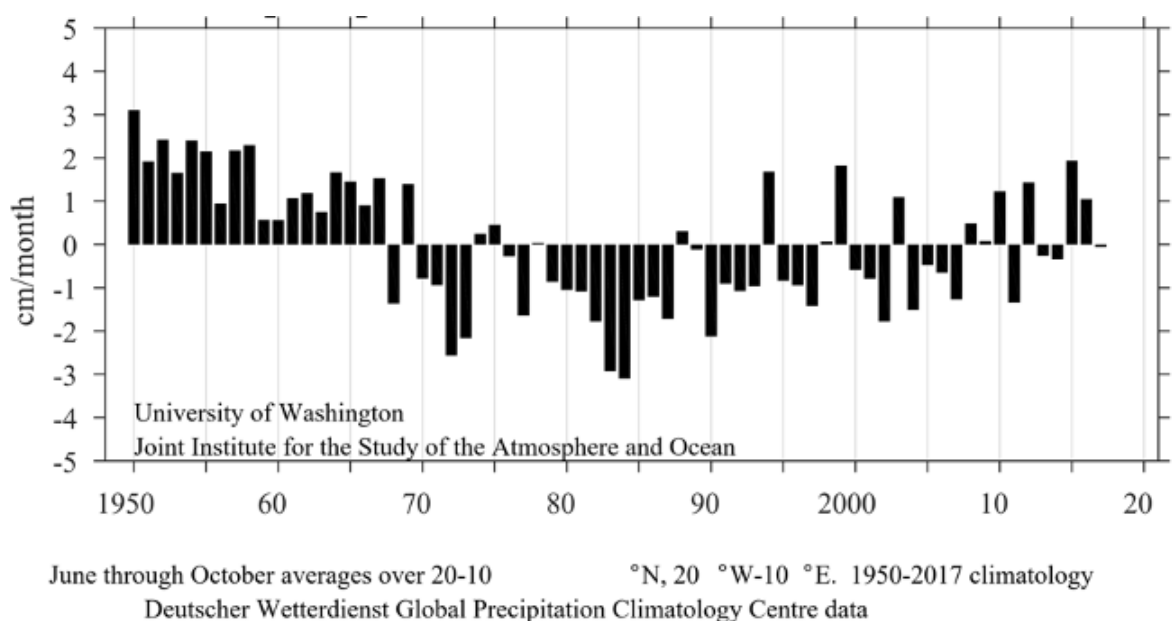 5
4
3
2
1
0
-1
-2
-3
-4
-5
cm/month
University of Washington
Joint Institute for the Study of the Atmosphere and Ocean
1950 60 70 80 90 2000 10 20
June through October averages over 20-10 °N, 20 °W-10 °E. 1950-2017 climatology
Deutscher Wetterdienst Global Precipitation Climatology Centre data